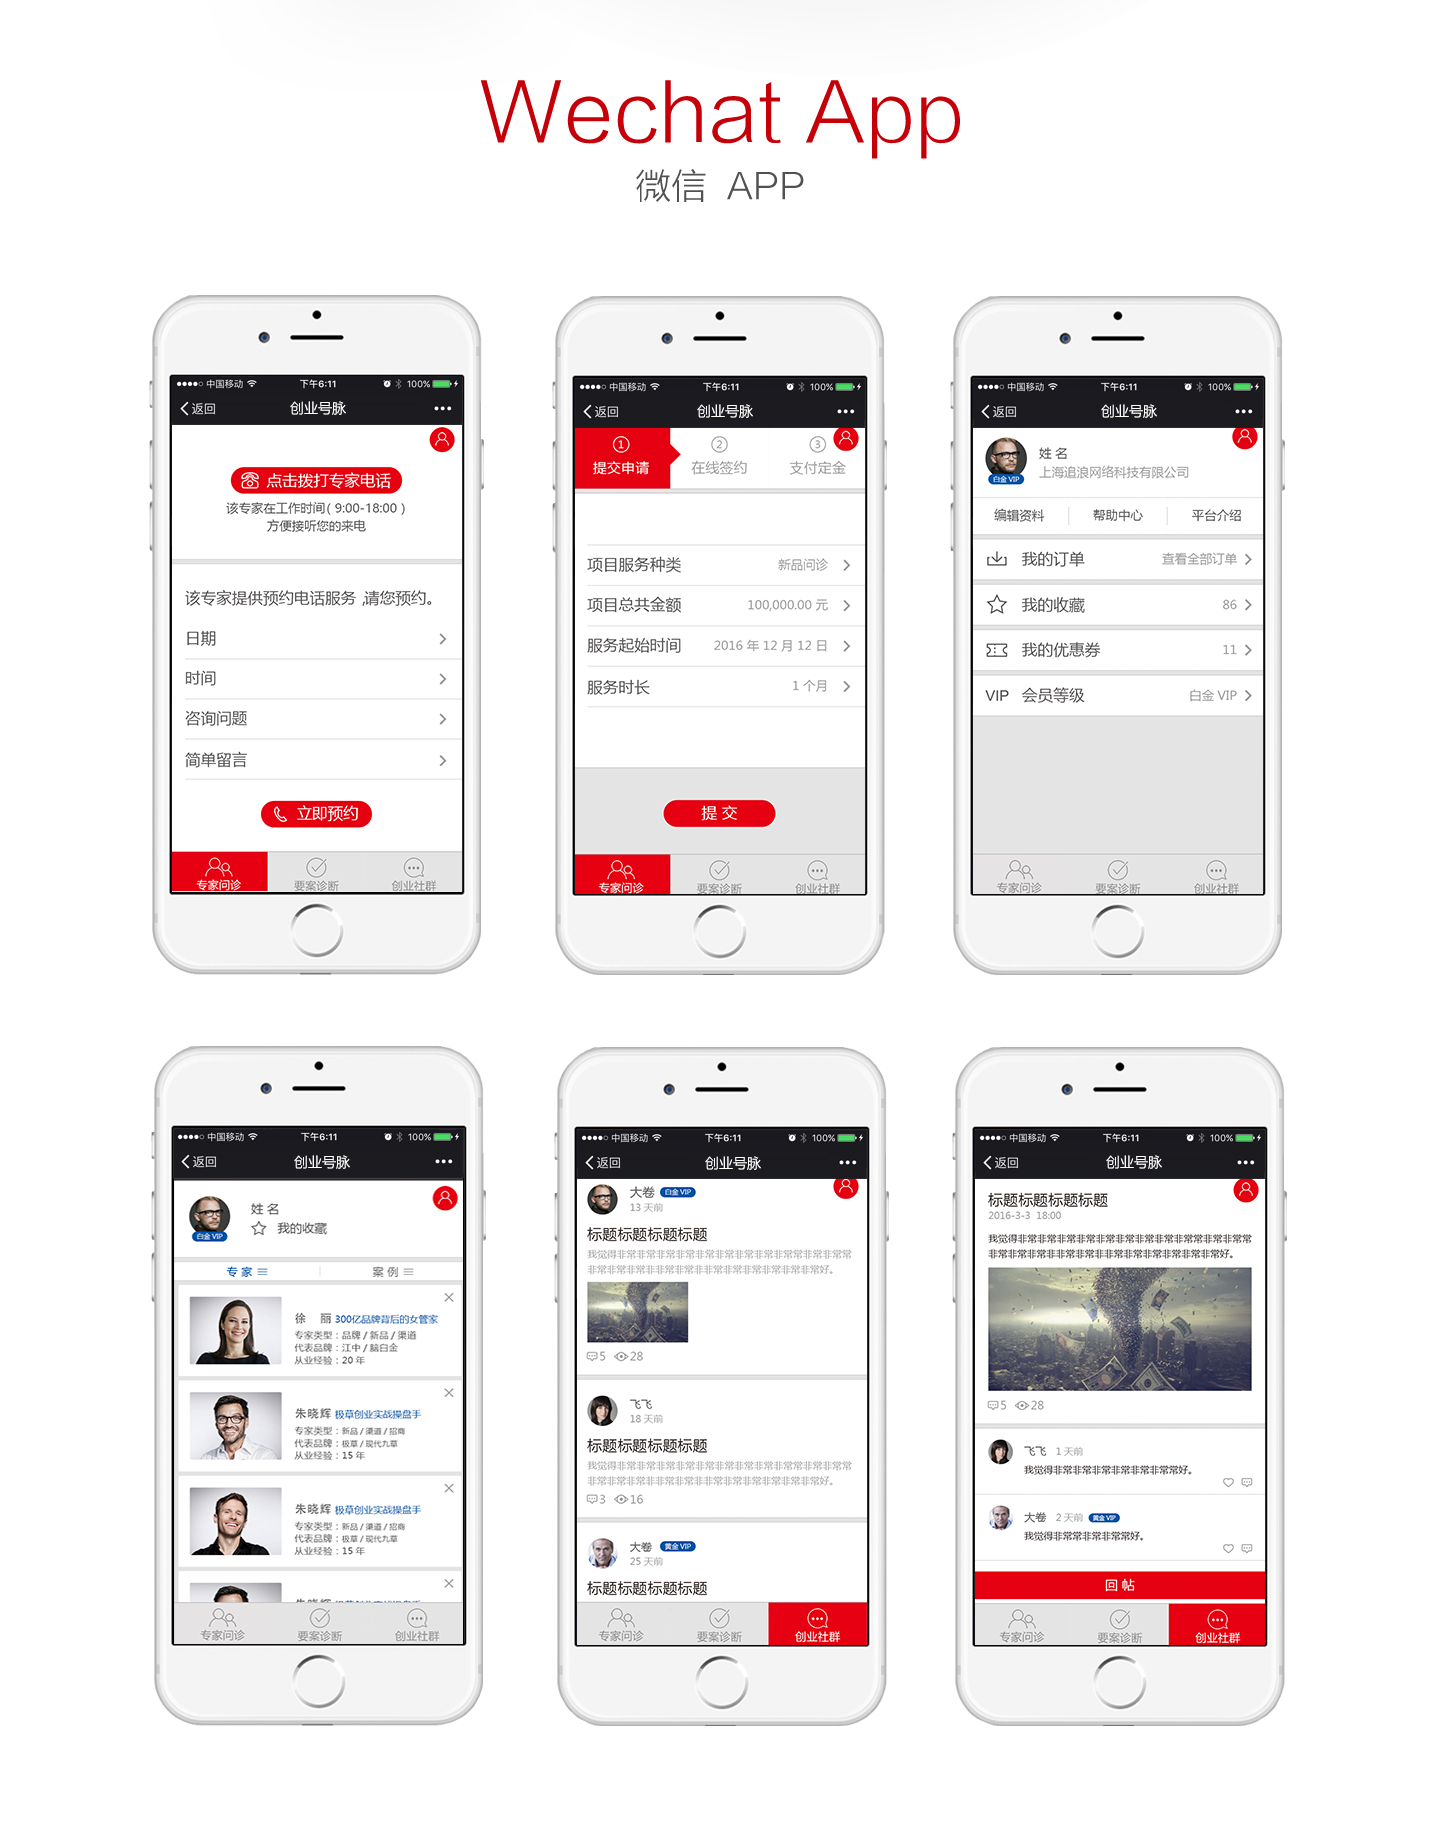 Wechat App
微信 APP
中国移动 下午6:11 100%
返回 创业号脉
点击拨打专家电话
该专家在工作时间( 9:00-18:00 )
方便接听您的来电
该专家提供预约电话服务 ,请您预约。
日期
时间
咨询问题
简单留言
立即预约
专家问诊 要案诊断 创业社群
中国移动 下午6:11 100%
返回 创业号脉
1 2 3
提交申请 在线签约 支付定金
项目服务种类 新品问诊
项目总共金额 100,000.00 元
服务起始时间 2016 年 12 月 12 日
服务时长 1 个月
提 交
专家问诊 要案诊断 创业社群
中国移动 下午6:11 100%
返回 创业号脉
姓 名
上海追浪网络科技有限公司
白金 VIP
编辑资料 帮助中心 平台介绍
我的订单 查看全部订单
我的收藏 86
我的优惠券 11
VIP 会员等级 白金 VIP
专家问诊 要案诊断 创业社群
中国移动 下午6:11 100%
返回 创业号脉
姓 名
我的收藏
白金 VIP
专 家 案 例
徐 丽 300亿品牌背后的女管家
专家类型 : 品牌 / 新品 / 渠道
代表品牌 : 江中 / 脑白金
从业经验 : 20 年
朱晓辉 极草创业实战操盘手
专家类型 : 新品 / 渠道 / 招商
代表品牌 : 极草 / 现代九草
从业经验 : 15 年
朱晓辉 极草创业实战操盘手
专家类型 : 新品 / 渠道 / 招商
代表品牌 : 极草 / 现代九草
从业经验 : 15 年
专家问诊 要案诊断 创业社群
中国移动 下午6:11 100%
返回 创业号脉
大卷 白金 VIP
13 天前
标题标题标题标题
我觉得非常非常非常非常非常非常非常非常非常非常非常非常
非常非常非常非常非常非常非常非常非常非常非常非常好。
5 28
飞飞
18 天前
标题标题标题标题
我觉得非常非常非常非常非常非常非常非常非常非常非常非常
非常非常非常非常非常非常非常非常非常非常非常非常好。
3 16
大卷 黄金 VIP
25 天前
标题标题标题标题
专家问诊 要案诊断 创业社群
中国移动 下午6:11 100%
返回 创业号脉
标题标题标题标题
2016-3-3 18:00
我觉得非常非常非常非常非常非常非常非常非常非常非常非常
非常非常非常非常非常非常非常非常非常非常非常非常好。
5 28
飞飞 1 天前
我觉得非常非常非常非常非常非常非常好。
大卷 2 天前 黄金 VIP
我觉得非常非常非常非常好。
回 帖
专家问诊 要案诊断 创业社群